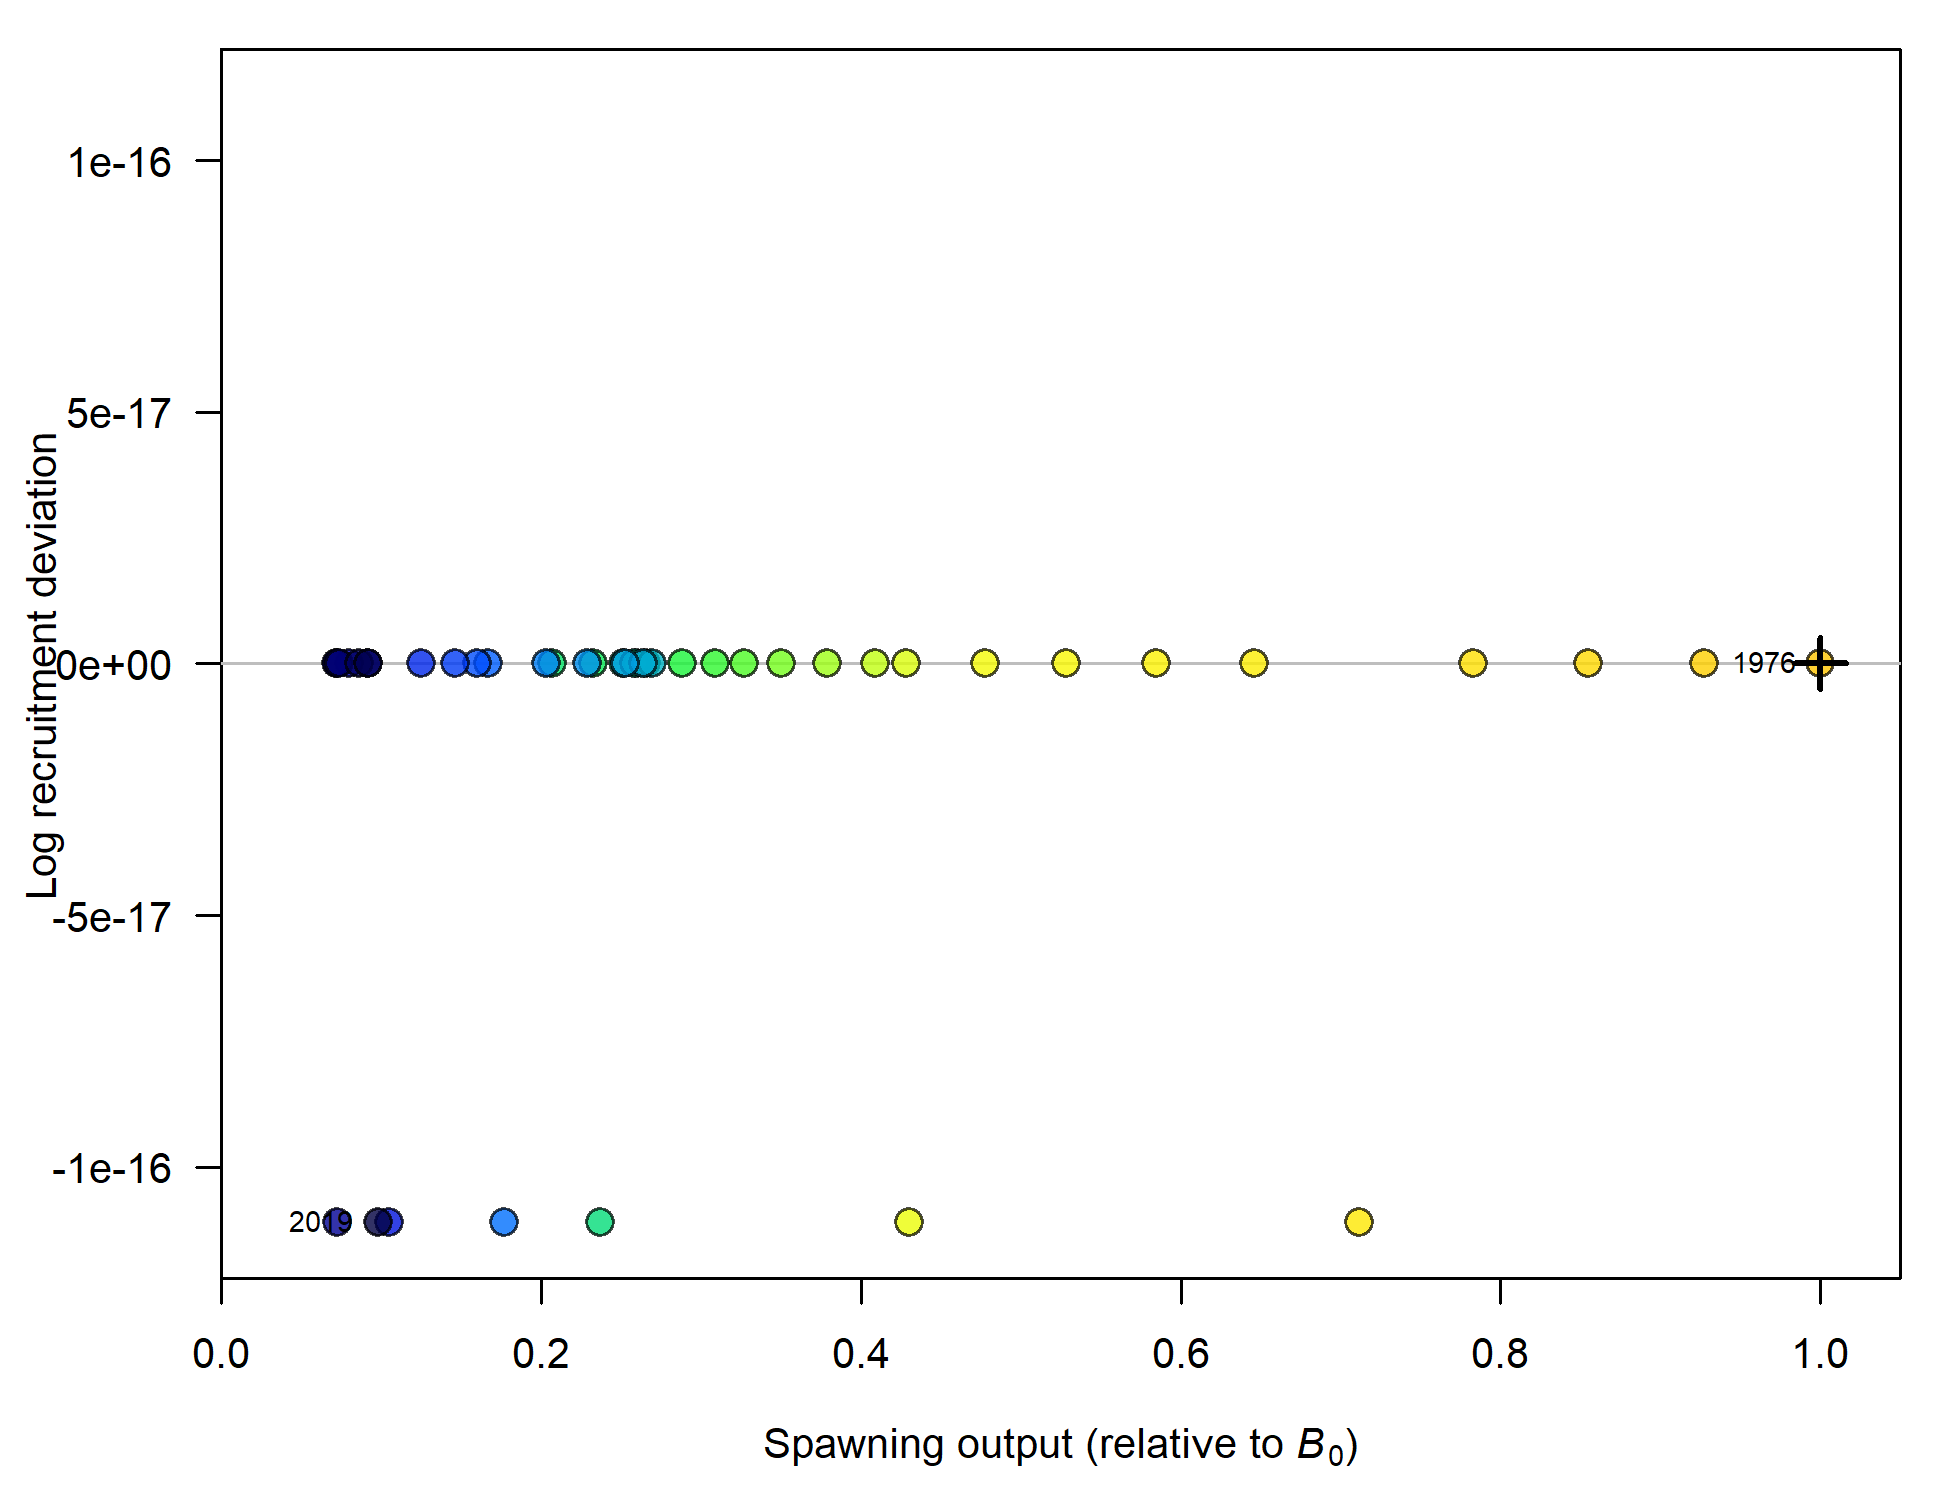 1e-16
5e-17
0e+00
-5e-17
-1e-16
Log recruitment deviation
1976
2019
0.0 0.2 0.4 0.6 0.8 1.0
Spawning output (relative to B0)